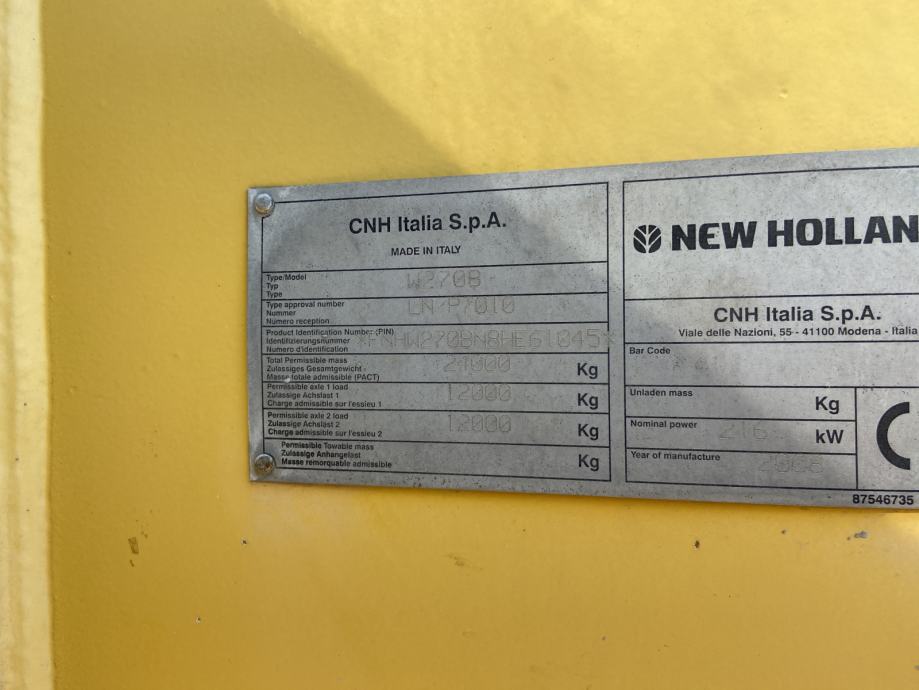 CNH Italia S.p.A.
MADE IN ITALY
Type/Model
Typ
Type
W270B
Type approval number
Nummer
Numéro reception
LN-P7010
Product Identification Number (PIN)
Identifizierungsnummer
Numero d'identification
Total Permissible mass
Zulassiges Gesamtgewicht
Masse totale admissible (PACT)
24000 Kg
Permissible axle 1 load
Zulassige Achslast 1
Charge admissible sur l'essieu 1
12000 Kg
Permissible axle 2 load
Zulassige Achslast 2
Charge admissible sur l'essieu 2
12000 Kg
Permissible Towable mass
Zulassige Anhangelast
Masse remorquable admissible
Kg
NEW HOLLAN
CNH Italia S.p.A.
Viale delle Nazioni, 55 - 41100 Modena - Italia
Bar Code
Unladen mass
Kg
Nominal power
kW
Year of manufacture
C
87546735